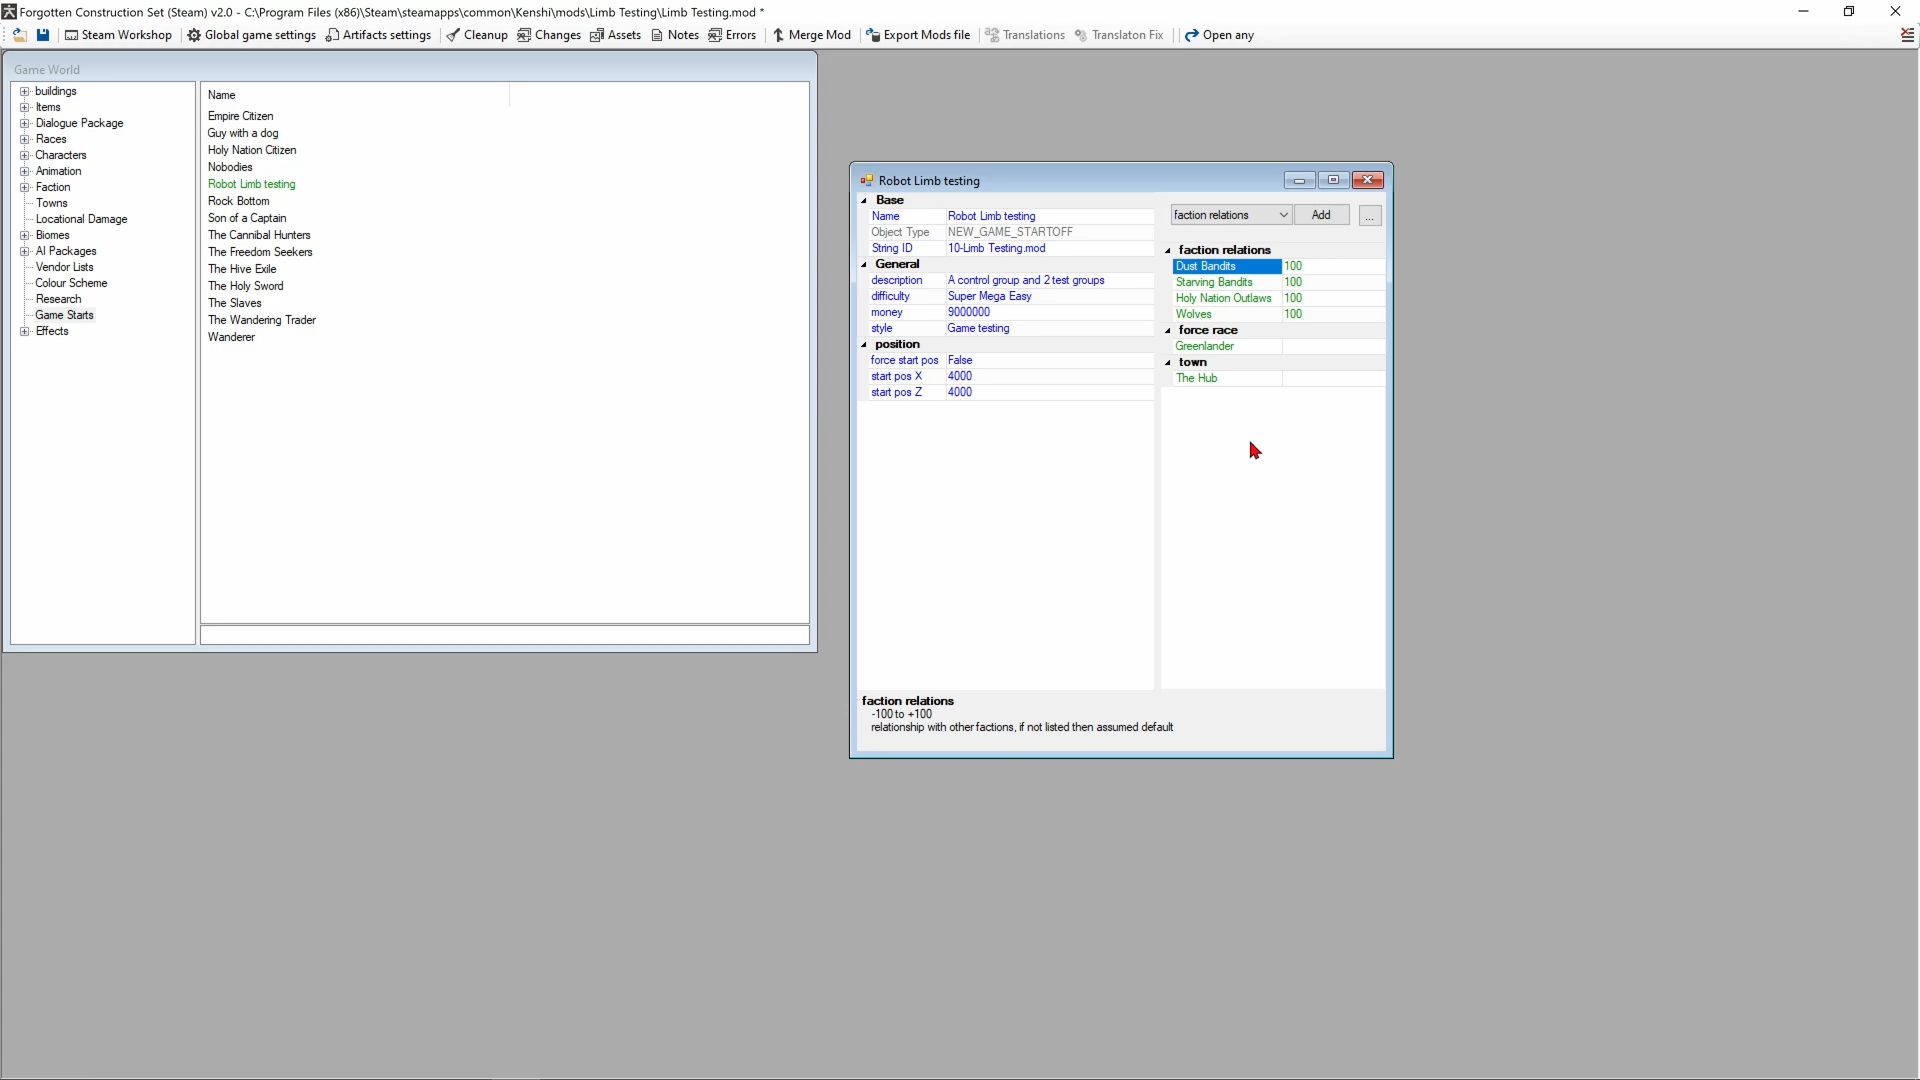 Forgotten Construction Set (Steam) v2.0 - C:\Program Files (x86)\Steam\steamapps\common\Kenshi\mods\Limb Testing\Limb Testing.mod *
Steam Workshop Global game settings Artifacts settings Cleanup Changes Assets Notes Errors Merge Mod Export Mods file Translations Translaton Fix Open any
Game World
buildings
Items
Dialogue Package
Races
Characters
Animation
Faction
Towns
Locational Damage
Biomes
AI Packages
Vendor Lists
Colour Scheme
Research
Game Starts
Effects
Name
Empire Citizen
Guy with a dog
Holy Nation Citizen
Nobodies
Robot Limb testing
Rock Bottom
Son of a Captain
The Cannibal Hunters
The Freedom Seekers
The Hive Exile
The Holy Sword
The Slaves
The Wandering Trader
Wanderer
Robot Limb testing
Base
Name Robot Limb testing
Object Type NEW_GAME_STARTOFF
String ID 10-Limb Testing.mod
General
description A control group and 2 test groups
difficulty Super Mega Easy
money 9000000
style Game testing
position
force start pos False
start pos X 4000
start pos Z 4000
faction relations Add ...
faction relations
Dust Bandits 100
Starving Bandits 100
Holy Nation Outlaws 100
Wolves 100
force race
Greenlander
town
The Hub
faction relations
-100 to +100
relationship with other factions, if not listed then assumed default